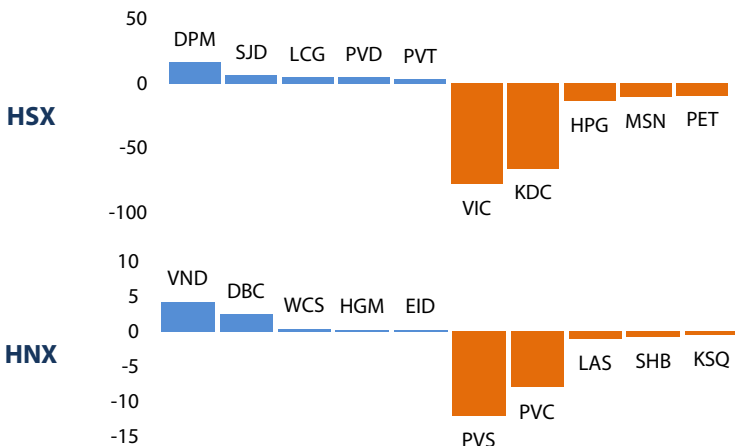 50
DPM SJD LCG PVD PVT
0
HSX
HPG MSN PET
-50
VIC KDC
-100
10
VND DBC WCS HGM EID
5
0
HNX
LAS SHB KSQ
-5
-10
PVS PVC
-15